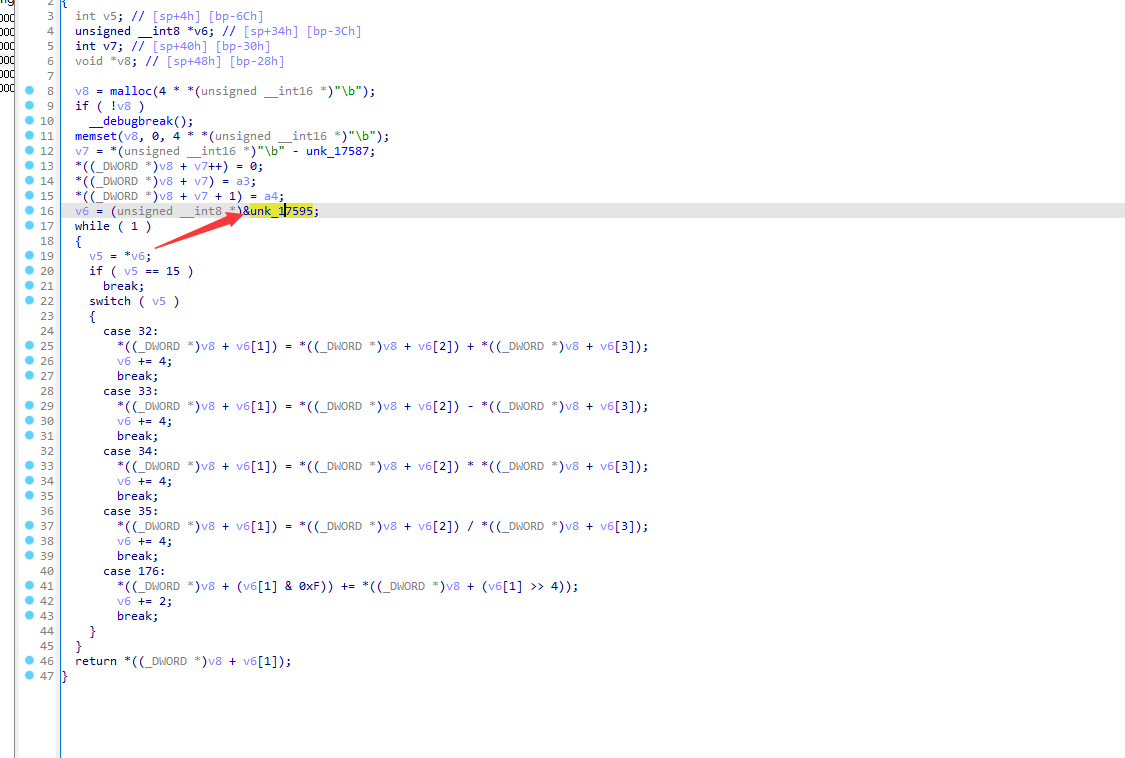 2 {
3 int v5; // [sp+4h] [bp-6Ch]
4 unsigned __int8 *v6; // [sp+34h] [bp-3Ch]
5 int v7; // [sp+40h] [bp-30h]
6 void *v8; // [sp+48h] [bp-28h]
7
8 v8 = malloc(4 * *(unsigned __int16 *)"\b");
9 if ( !v8 )
10 __debugbreak();
11 memset(v8, 0, 4 * *(unsigned __int16 *)"\b");
12 v7 = *(unsigned __int16 *)"\b" - unk_17587;
13 *((_DWORD *)v8 + v7++) = 0;
14 *((_DWORD *)v8 + v7) = a3;
15 *((_DWORD *)v8 + v7 + 1) = a4;
16 v6 = (unsigned __int8 *)&unk_17595;
17 while ( 1 )
18 {
19 v5 = *v6;
20 if ( v5 == 15 )
21 break;
22 switch ( v5 )
23 {
24 case 32:
25 *((_DWORD *)v8 + v6[1]) = *((_DWORD *)v8 + v6[2]) + *((_DWORD *)v8 + v6[3]);
26 v6 += 4;
27 break;
28 case 33:
29 *((_DWORD *)v8 + v6[1]) = *((_DWORD *)v8 + v6[2]) - *((_DWORD *)v8 + v6[3]);
30 v6 += 4;
31 break;
32 case 34:
33 *((_DWORD *)v8 + v6[1]) = *((_DWORD *)v8 + v6[2]) * *((_DWORD *)v8 + v6[3]);
34 v6 += 4;
35 break;
36 case 35:
37 *((_DWORD *)v8 + v6[1]) = *((_DWORD *)v8 + v6[2]) / *((_DWORD *)v8 + v6[3]);
38 v6 += 4;
39 break;
40 case 176:
41 *((_DWORD *)v8 + (v6[1] & 0xF)) += *((_DWORD *)v8 + (v6[1] >> 4));
42 v6 += 2;
43 break;
44 }
45 }
46 return *((_DWORD *)v8 + v6[1]);
47 }